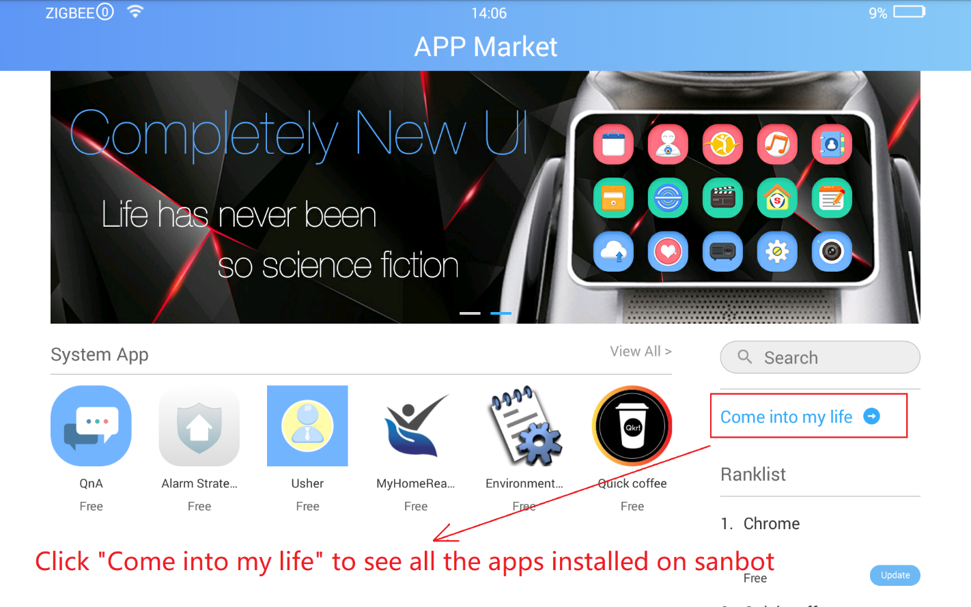 ZIGBEE 0
14:06
9%
APP Market
Completely New UI
Life has never been
so science fiction
System App
View All >
Search
QnA
Alarm Strate...
Usher
MyHomeRea...
Environment...
Quick coffee
Free
Free
Free
Free
Free
Free
Qkr!
Come into my life
Ranklist
1. Chrome
Free
Update
Click "Come into my life" to see all the apps installed on sanbot